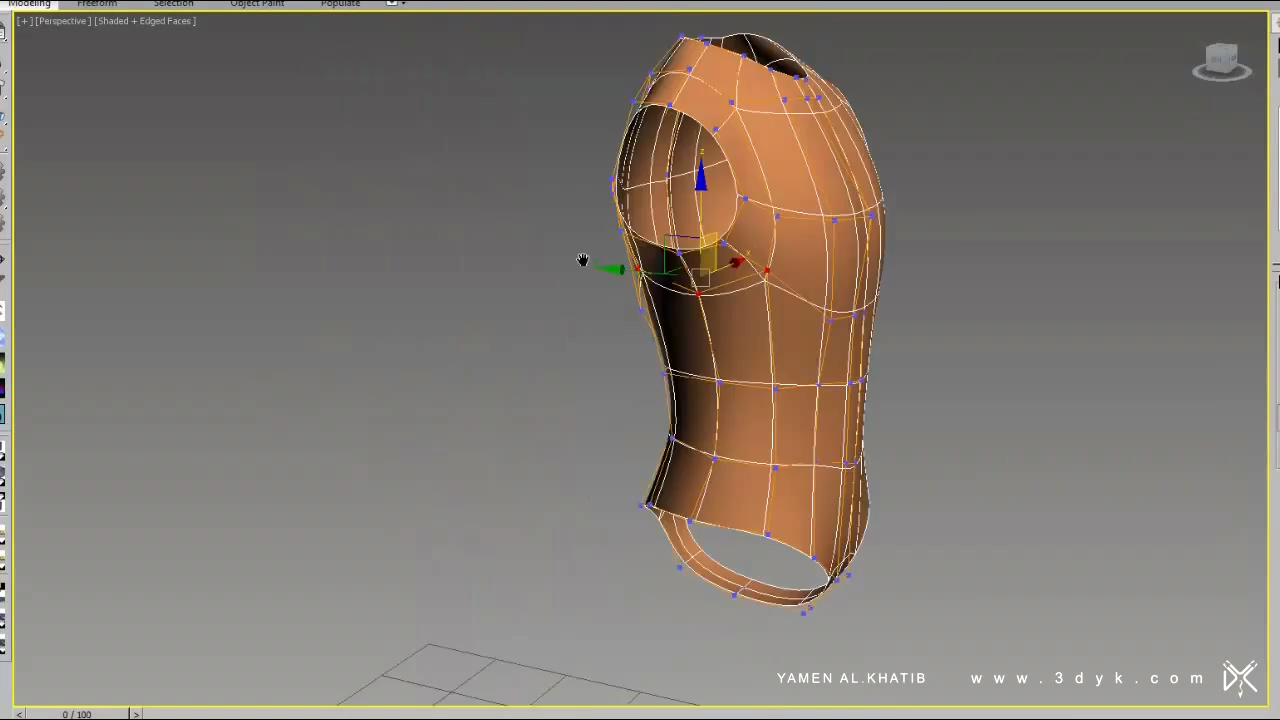 Modeling Freeform Selection Object Paint Populate
[+] [Perspective] [Shaded + Edged Faces]
z
x
YAMEN AL.KHATIB www.3dyk.com
< 0 / 100 >